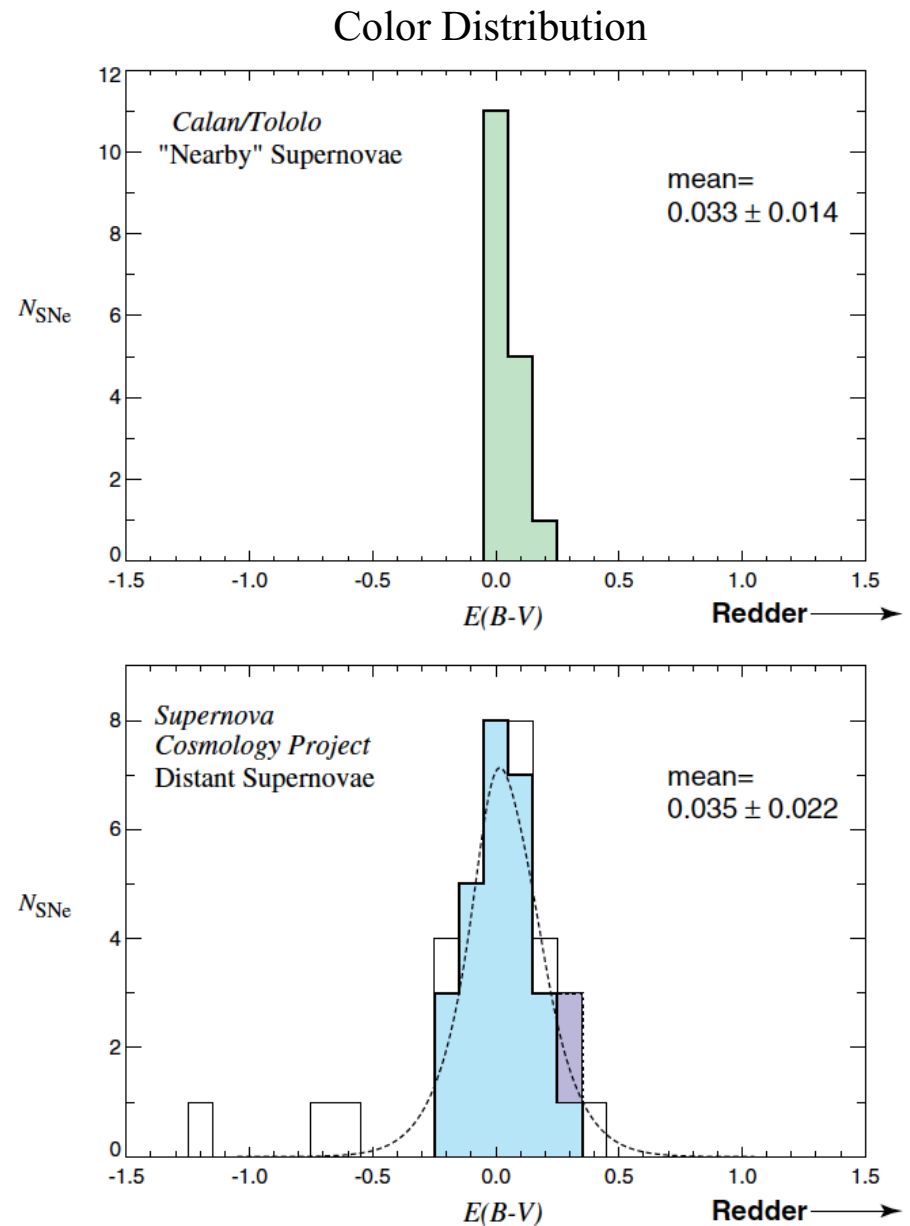 Color Distribution
12
10
8
6
4
2
0
N_SNe
Calan/Tololo
"Nearby" Supernovae
mean=
0.033 ± 0.014
-1.5 -1.0 -0.5 0.0 0.5 1.0 1.5
E(B-V)
Redder
8
6
4
2
0
N_SNe
Supernova
Cosmology Project
Distant Supernovae
mean=
0.035 ± 0.022
-1.5 -1.0 -0.5 0.0 0.5 1.0 1.5
E(B-V)
Redder